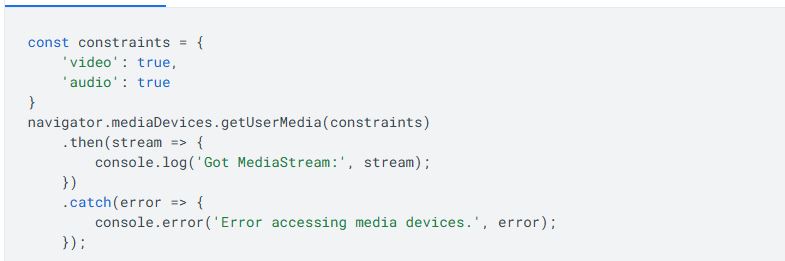 const constraints = {
    'video': true,
    'audio': true
}
navigator.mediaDevices.getUserMedia(constraints)
    .then(stream => {
        console.log('Got MediaStream:', stream);
    })
    .catch(error => {
        console.error('Error accessing media devices.', error);
    });